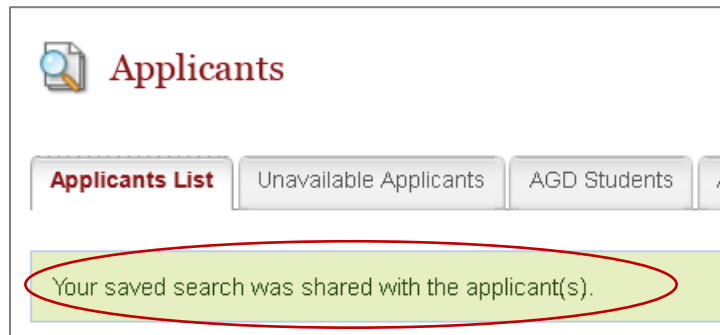 Applicants
Applicants List Unavailable Applicants AGD Students
Your saved search was shared with the applicant(s).